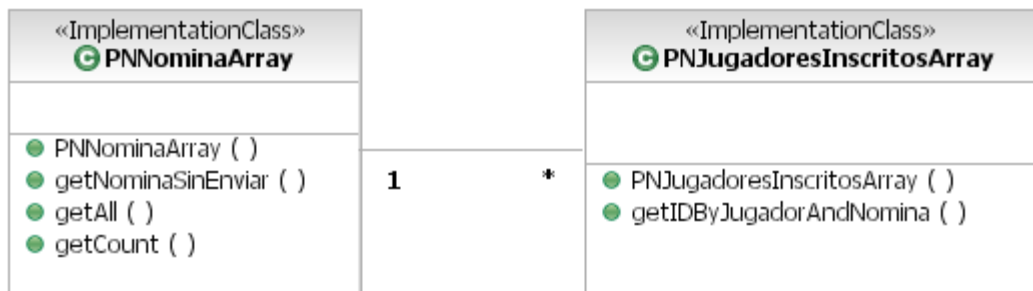 «ImplementationClass»
C PNNominaArray
PNNominaArray ( )
getNominaSinEnviar ( )
getAll ( )
getCount ( )
1
*
«ImplementationClass»
C PNJugadoresInscritosArray
PNJugadoresInscritosArray ( )
getIDByJugadorAndNomina ( )